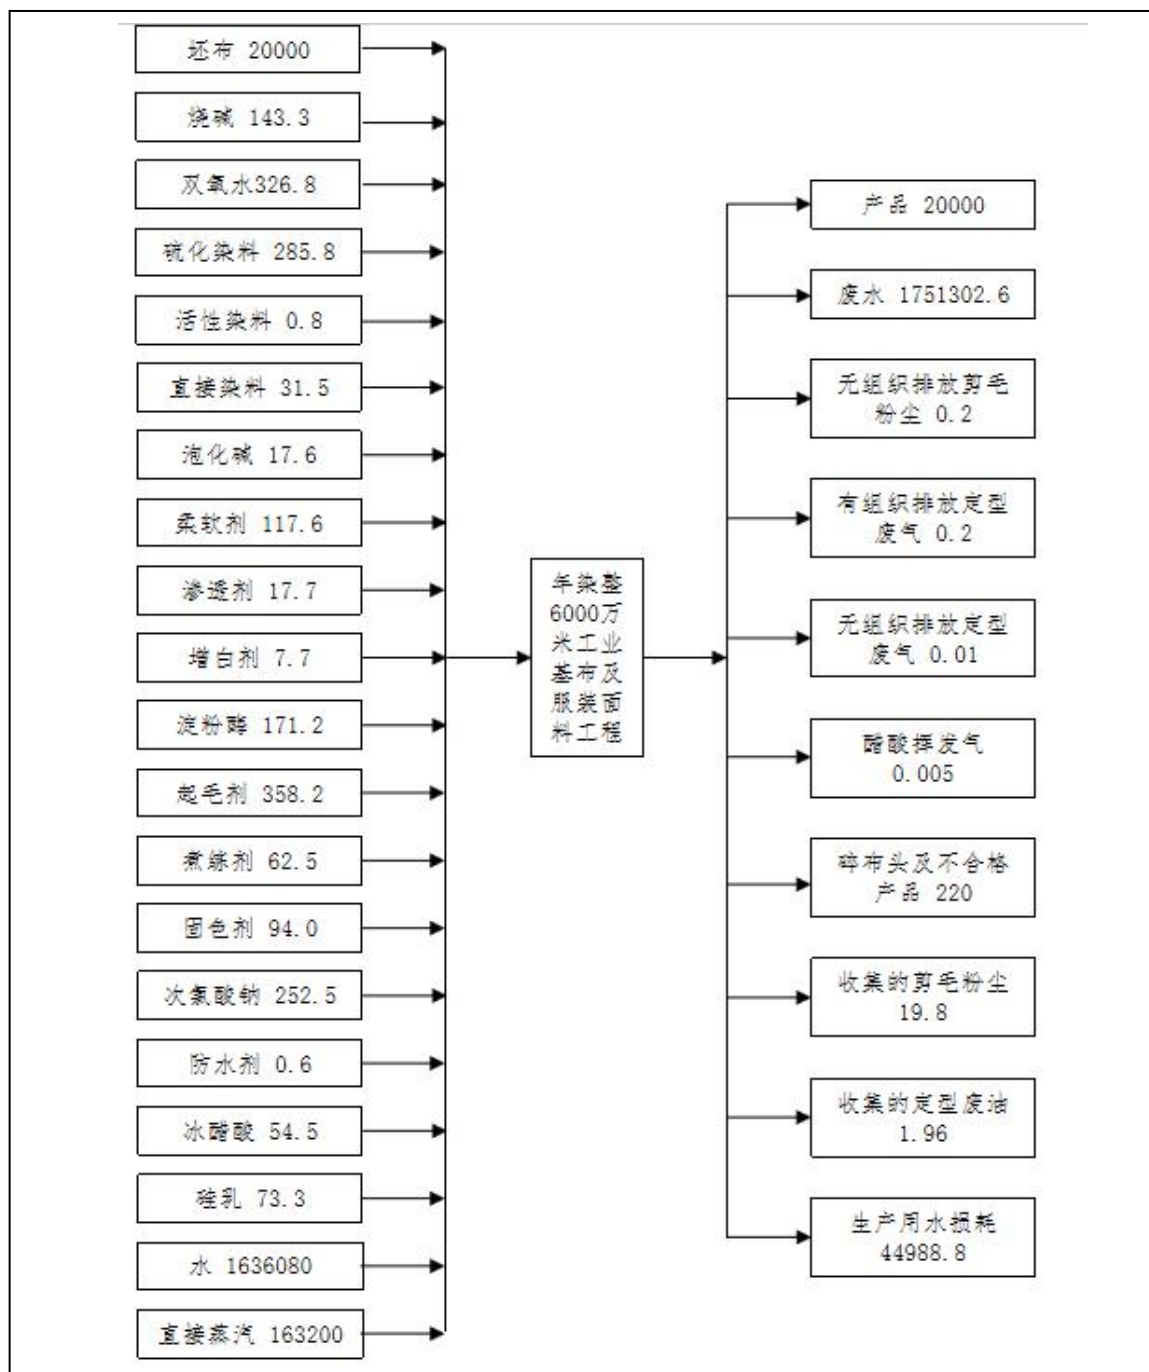 坯布 20000
烧碱 143.3
双氧水326.8
硫化染料 285.8
活性染料 0.8
直接染料 31.5
泡化碱 17.6
柔软剂 117.6
渗透剂 17.7
增白剂 7.7
淀粉酶 171.2
起毛剂 358.2
煮练剂 62.5
固色剂 94.0
次氯酸钠 252.5
防水剂 0.6
冰醋酸 54.5
硅乳 73.3
水 1636080
直接蒸汽 163200
年染整
6000万
米工业
基布及
服装面
料工程
产品 20000
废水 1751302.6
无组织排放剪毛
粉尘 0.2
有组织排放定型
废气 0.2
无组织排放定型
废气 0.01
醋酸挥发气
0.005
碎布头及不合格
产品 220
收集的剪毛粉尘
19.8
收集的定型废油
1.96
生产用水损耗
44988.8